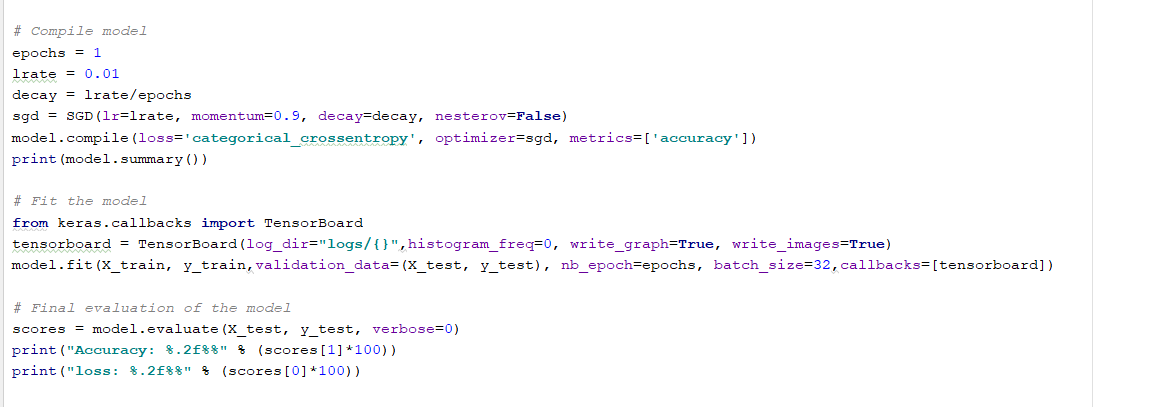 # Compile model
epochs = 1
lrate = 0.01
decay = lrate/epochs
sgd = SGD(lr=lrate, momentum=0.9, decay=decay, nesterov=False)
model.compile(loss='categorical_crossentropy', optimizer=sgd, metrics=['accuracy'])
print(model.summary())
# Fit the model
from keras.callbacks import TensorBoard
tensorboard = TensorBoard(log_dir="logs/{}",histogram_freq=0, write_graph=True, write_images=True)
model.fit(X_train, y_train,validation_data=(X_test, y_test), nb_epoch=epochs, batch_size=32,callbacks=[tensorboard])
# Final evaluation of the model
scores = model.evaluate(X_test, y_test, verbose=0)
print("Accuracy: %.2f%%" % (scores[1]*100))
print("loss: %.2f%%" % (scores[0]*100))